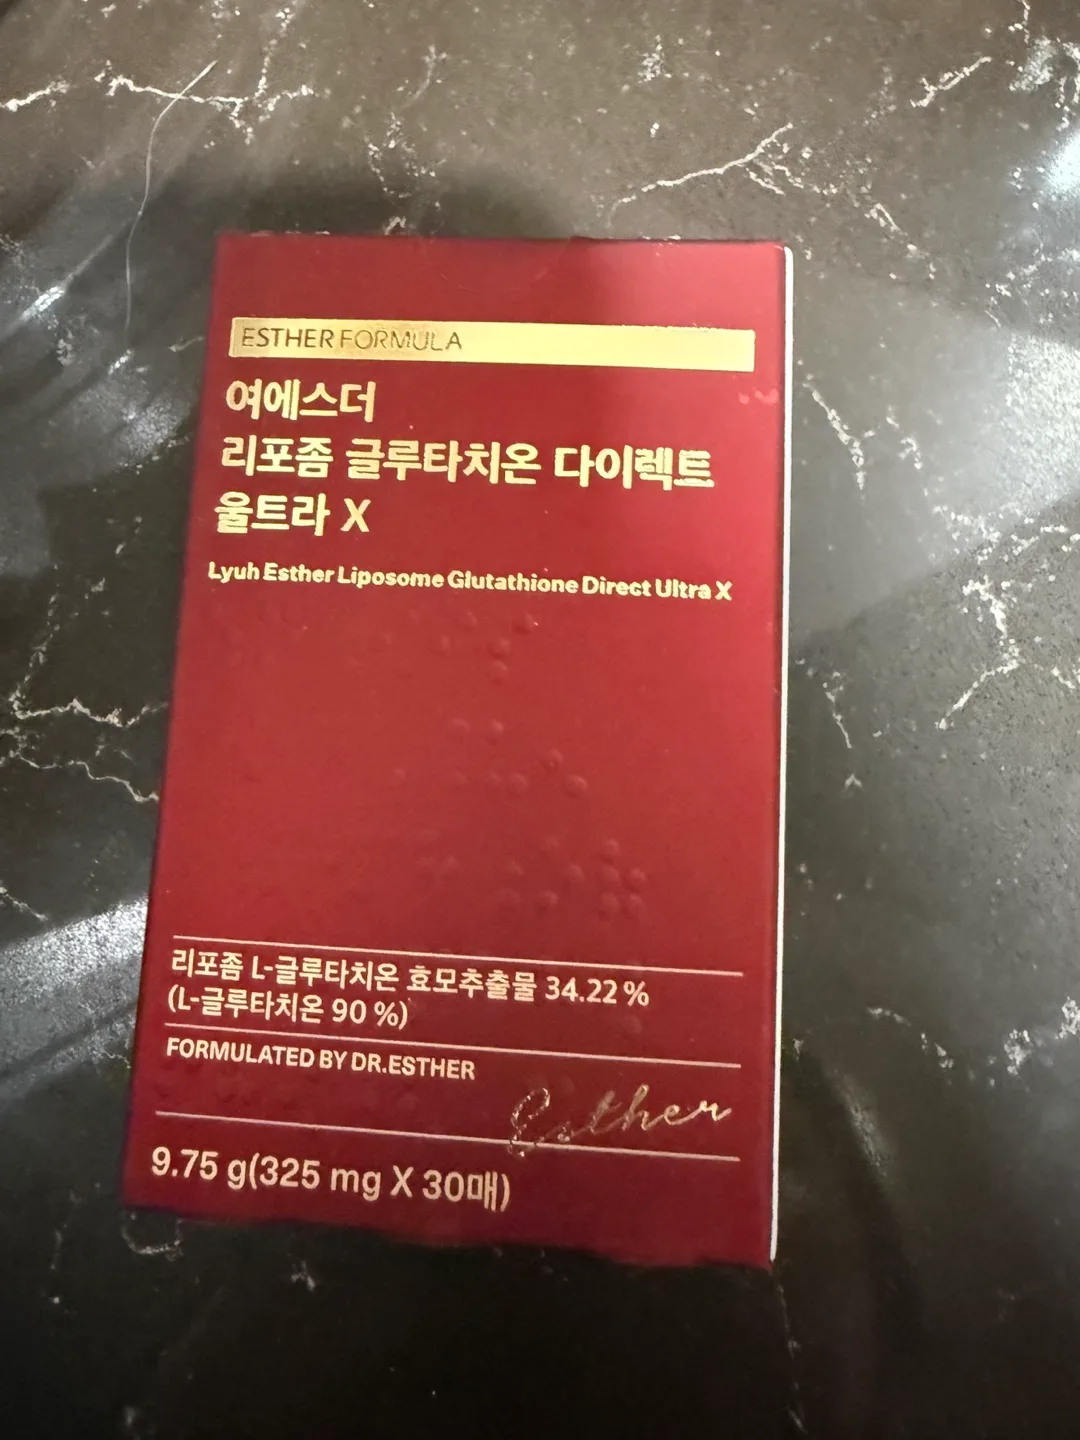 ESTHER FORMULA
여에스더
리포좀 글루타치온 다이렉트
울트라 X
Lyuh Esther Liposome Glutathione Direct Ultra X
리포좀 L-글루타치온 효모추출물 34.22 %
(L-글루타치온 90 %)
FORMULATED BY DR.ESTHER
Esther
9.75 g(325 mg X 30매)